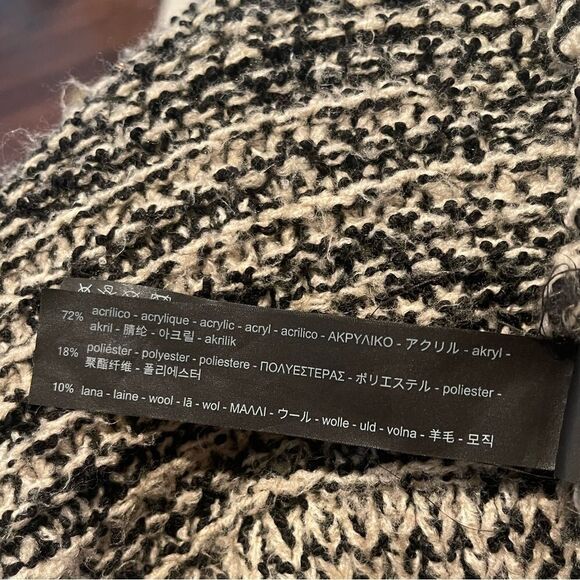 72% acrílico - acrylique - acrylic - acryl - acrilico - ΑΚΡΥΛΙΚΟ - アクリル - akryl -
akril - 腈纶 - 아크릴 - akrilik
18% poliéster - polyester - poliestere - ΠΟΛΥΕΣΤΕΡΑΣ - ポリエステル - poliester -
聚酯纤维 - 폴리에스터
10% lana - laine - wool - lã - wol - ΜΑΛΛΙ - ウール - wolle - uld - volna - 羊毛 - 모직